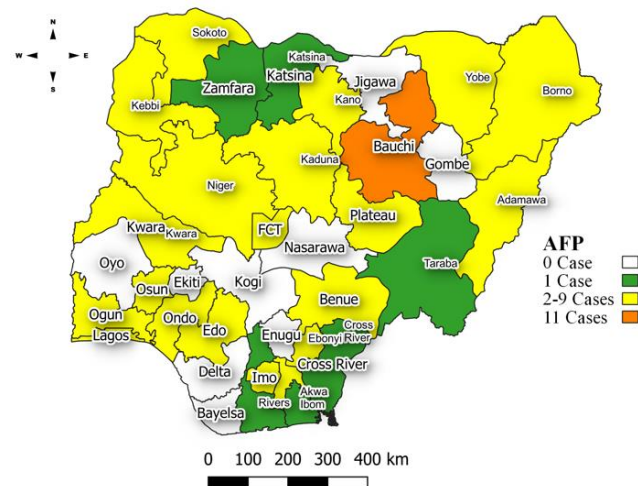 N
W E
S
Sokoto
Katsina
Zamfara
Katsina
Jigawa
Yobe
Borno
Kebbi
Kano
Bauchi
Gombe
Kaduna
Niger
Adamawa
Plateau
Kwara
Kwara
FCT
Nasarawa
Taraba
Oyo
Ekiti
Kogi
Osun
Benue
Ogun
Ondo
Edo
Lagos
Enugu
Ebonyi
Cross
River
Cross River
Delta
Imo
Rivers
Akwa
Ibom
Bayelsa
AFP
0 Case
1 Case
2-9 Cases
11 Cases
0 100 200 300 400 km